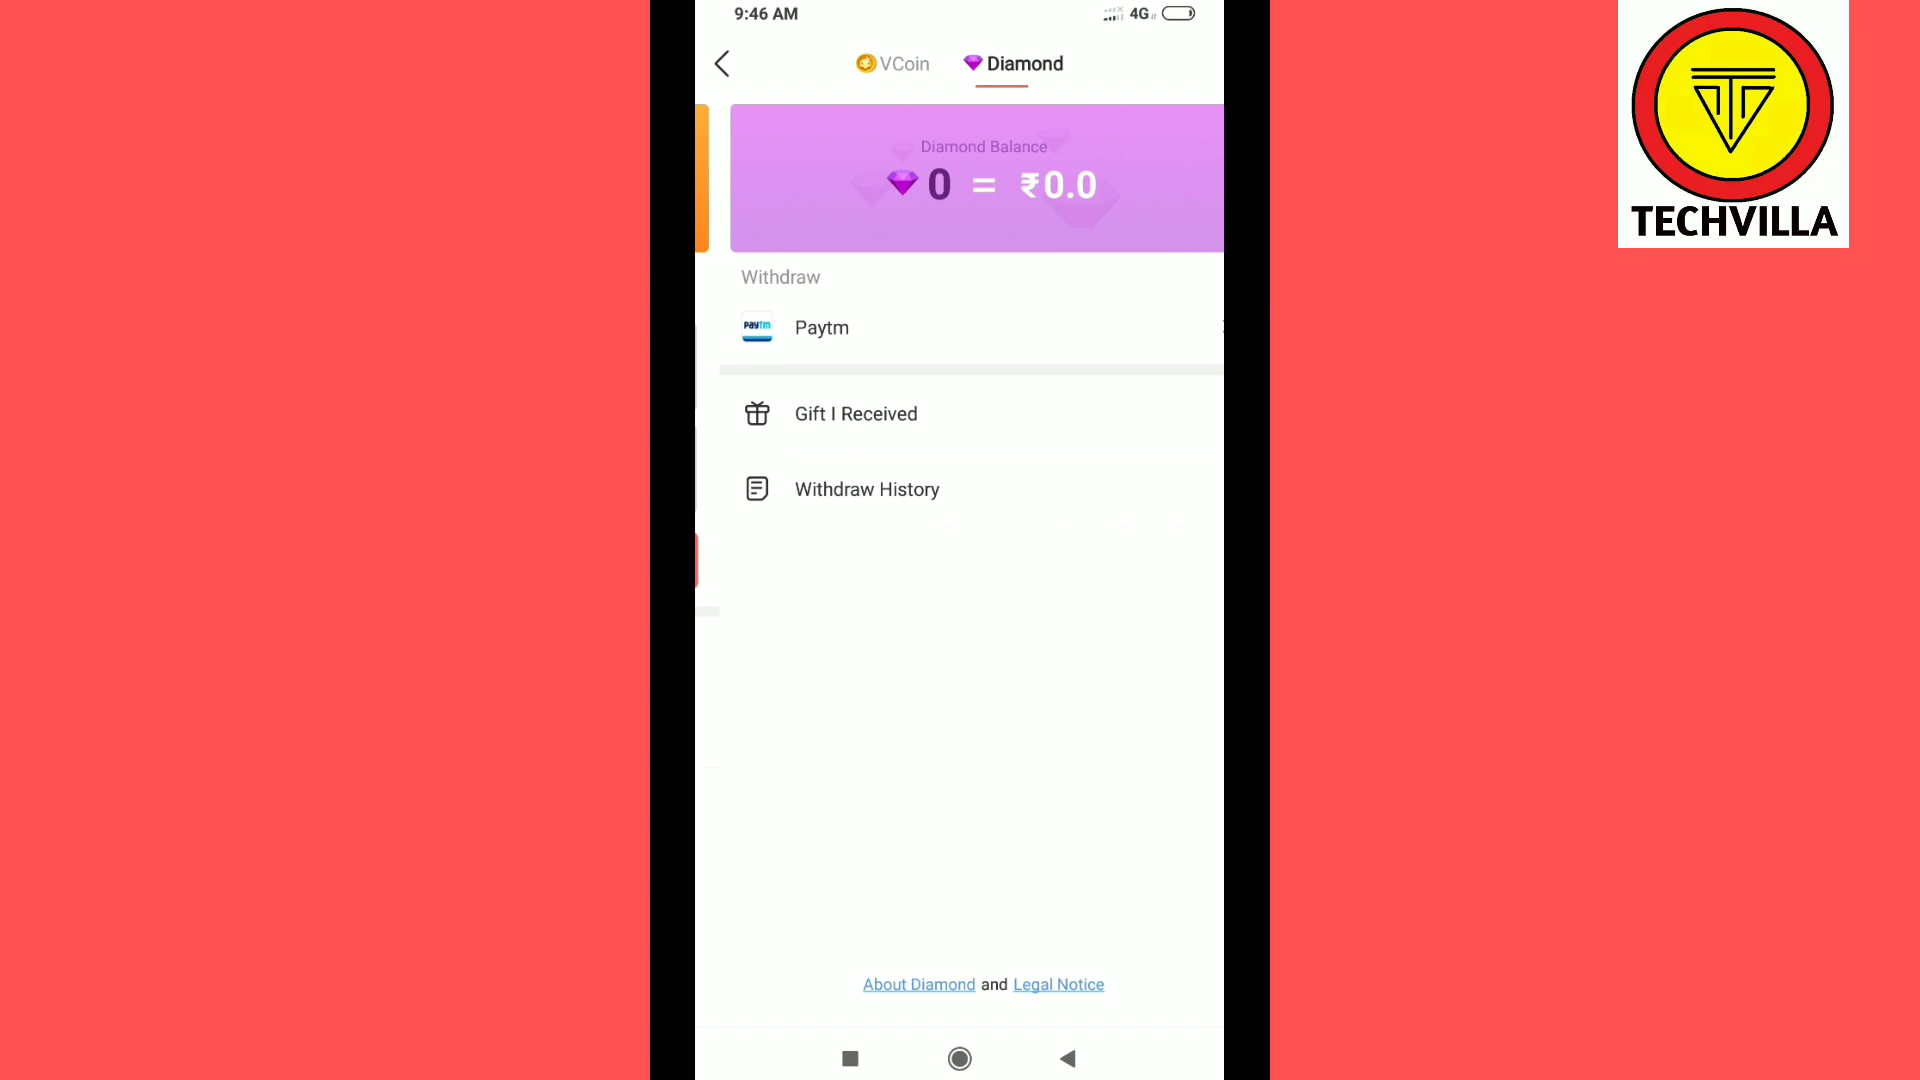 9:46 AM
4G
VCoin
Diamond
Diamond Balance
0 = ₹0.0
Withdraw
paytm
Paytm
Gift I Received
Withdraw History
About Diamond and Legal Notice
TECHVILLA